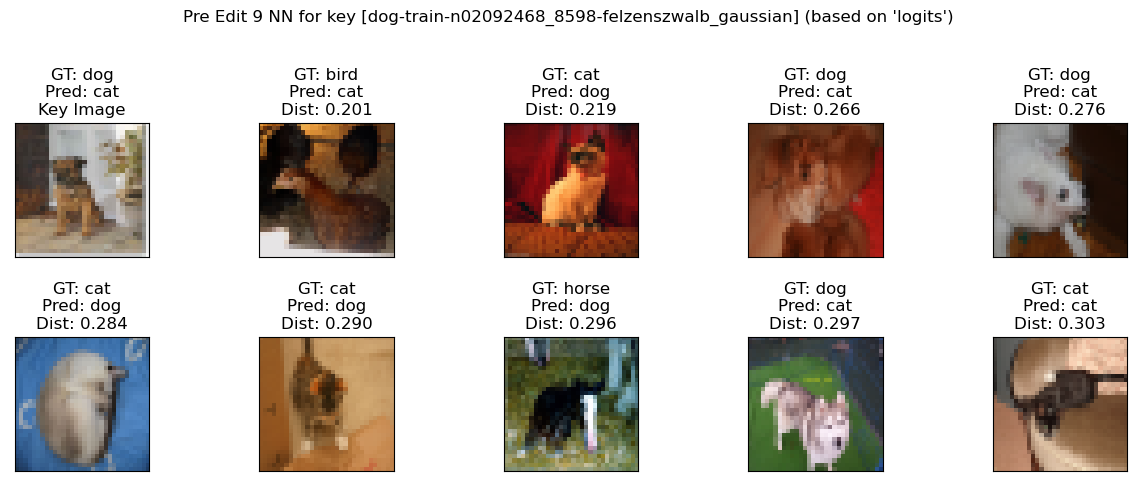 Pre Edit 9 NN for key [dog-train-n02092468_8598-felzenszwalb_gaussian] (based on 'logits')
GT: dog
Pred: cat
Key Image
GT: bird
Pred: cat
Dist: 0.201
GT: cat
Pred: dog
Dist: 0.219
GT: dog
Pred: cat
Dist: 0.266
GT: dog
Pred: cat
Dist: 0.276
GT: cat
Pred: dog
Dist: 0.284
GT: cat
Pred: dog
Dist: 0.290
GT: horse
Pred: dog
Dist: 0.296
GT: dog
Pred: cat
Dist: 0.297
GT: cat
Pred: cat
Dist: 0.303